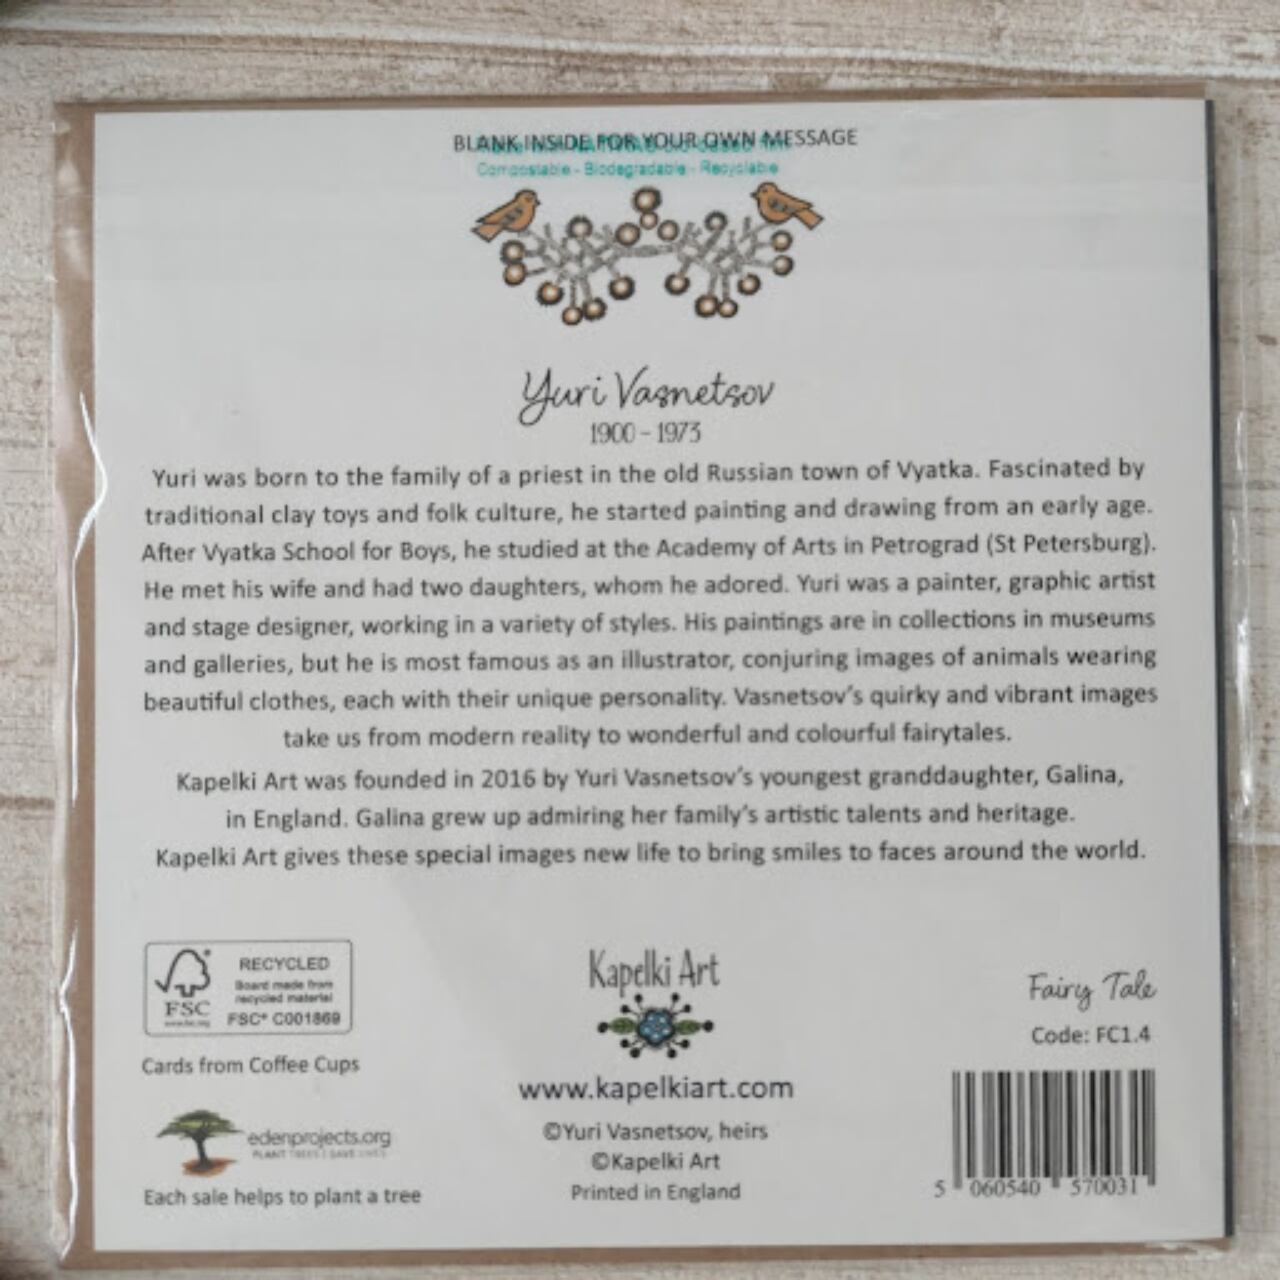 BLANK INSIDE FOR YOUR OWN MESSAGE
Compostable - Biodegradable - Recyclable
Yuri Vasnetsov
1900 – 1973
Yuri was born to the family of a priest in the old Russian town of Vyatka. Fascinated by
traditional clay toys and folk culture, he started painting and drawing from an early age.
After Vyatka School for Boys, he studied at the Academy of Arts in Petrograd (St Petersburg).
He met his wife and had two daughters, whom he adored. Yuri was a painter, graphic artist
and stage designer, working in a variety of styles. His paintings are in collections in museums
and galleries, but he is most famous as an illustrator, conjuring images of animals wearing
beautiful clothes, each with their unique personality. Vasnetsov’s quirky and vibrant images
take us from modern reality to wonderful and colourful fairytales.
Kapelki Art was founded in 2016 by Yuri Vasnetsov’s youngest granddaughter, Galina,
in England. Galina grew up admiring her family’s artistic talents and heritage.
Kapelki Art gives these special images new life to bring smiles to faces around the world.
RECYCLED
Board made from
recycled material
FSC
www.fsc.org
FSC® C001869
Cards from Coffee Cups
edenprojects.org
PLANT TREES | SAVE LIVES
Each sale helps to plant a tree
Kapelki Art
www.kapelkiart.com
©Yuri Vasnetsov, heirs
©Kapelki Art
Printed in England
Fairy Tale
Code: FC1.4
5 060540 570031